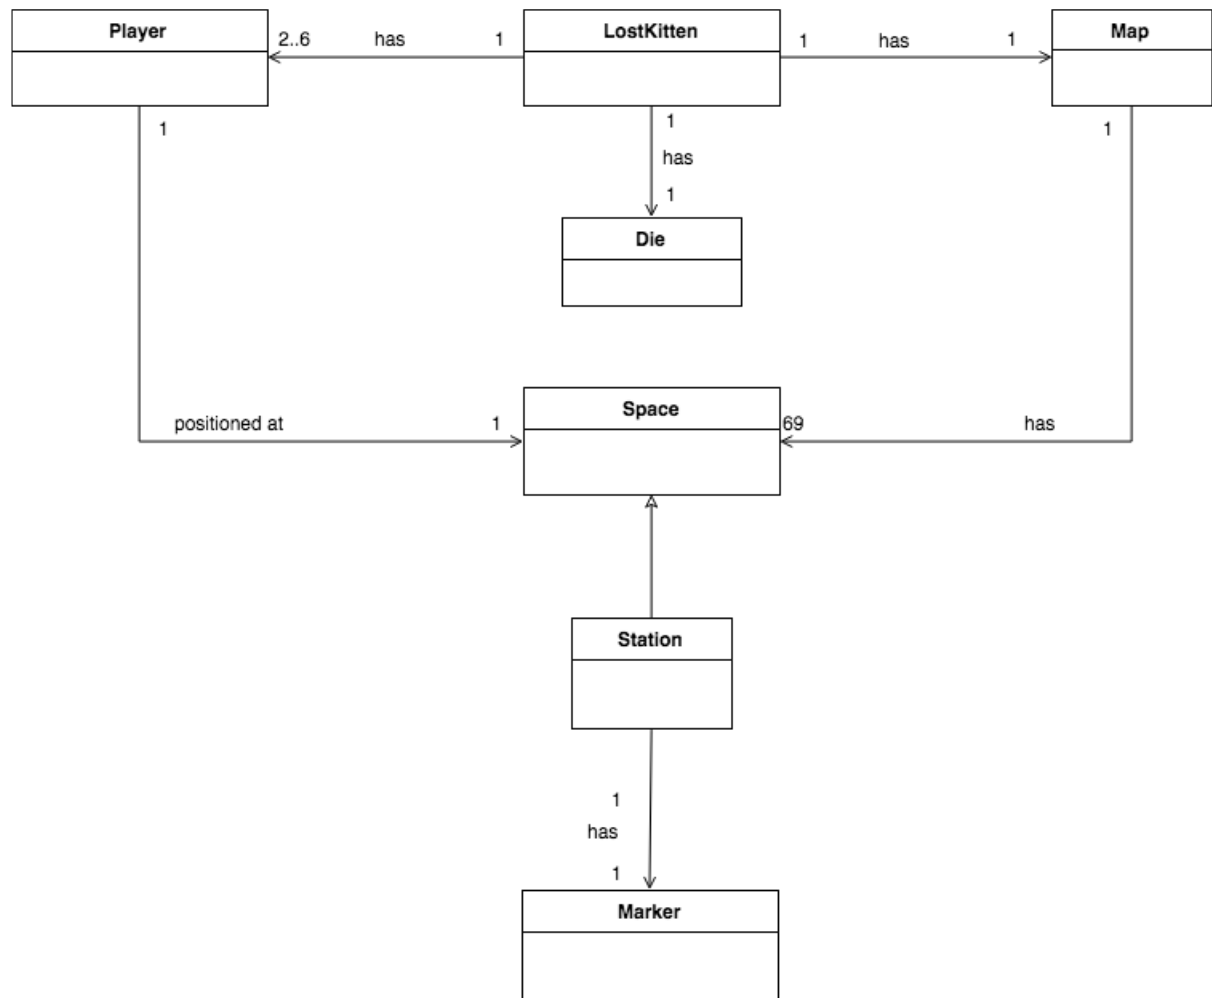 Player
LostKitten
Map
2..6 has 1
1 has 1
1
1
has
1
1
Die
Space
positioned at 1
69 has
Station
1
has
1
Marker